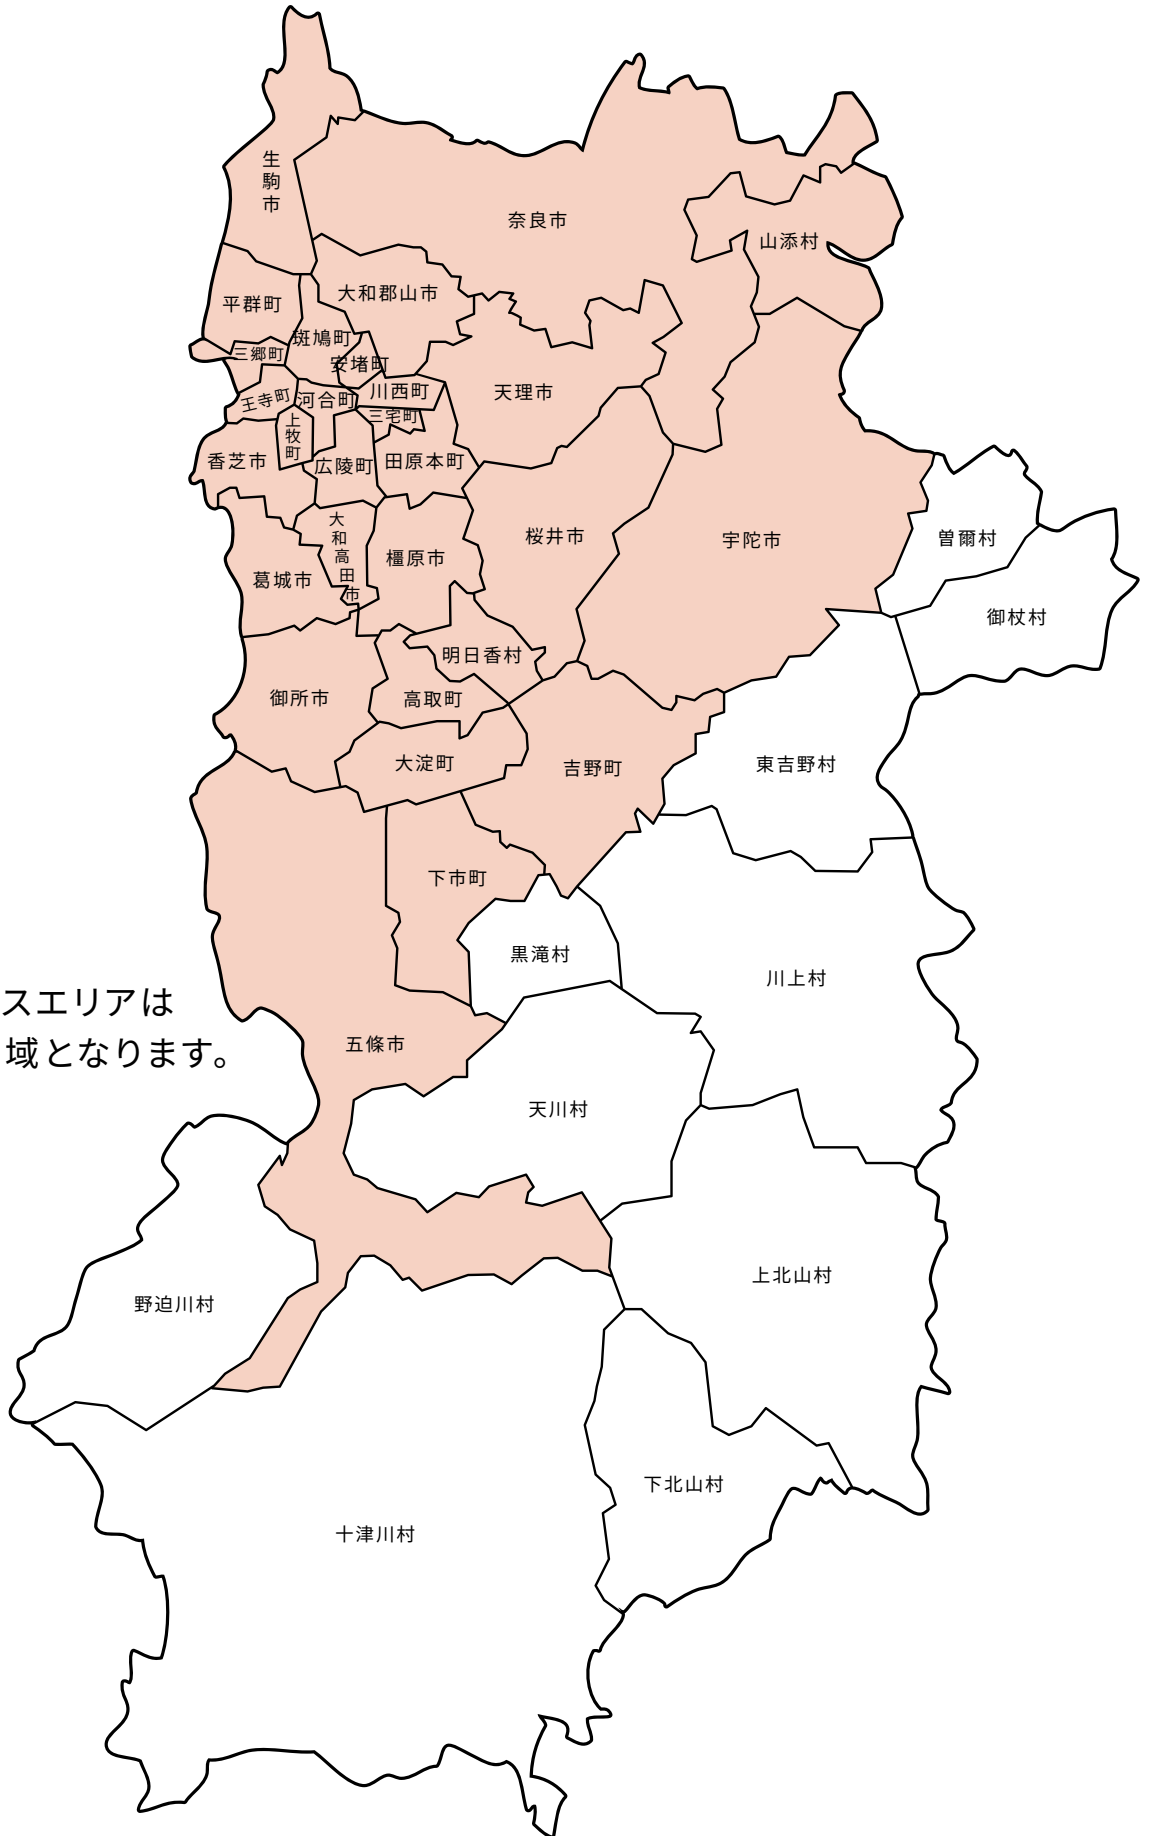 生駒市
奈良市
山添村
大和郡山市
平群町
斑鳩町
三郷町
安堵町
川西町
天理市
王寺町
河合町
三宅町
上牧町
香芝市
広陵町
田原本町
大和高田市
桜井市
宇陀市
曽爾村
橿原市
葛城市
御杖村
明日香村
御所市
高取町
大淀町
吉野町
東吉野村
下市町
黒滝村
川上村
スエリアは
域となります。
五條市
天川村
上北山村
野迫川村
下北山村
十津川村